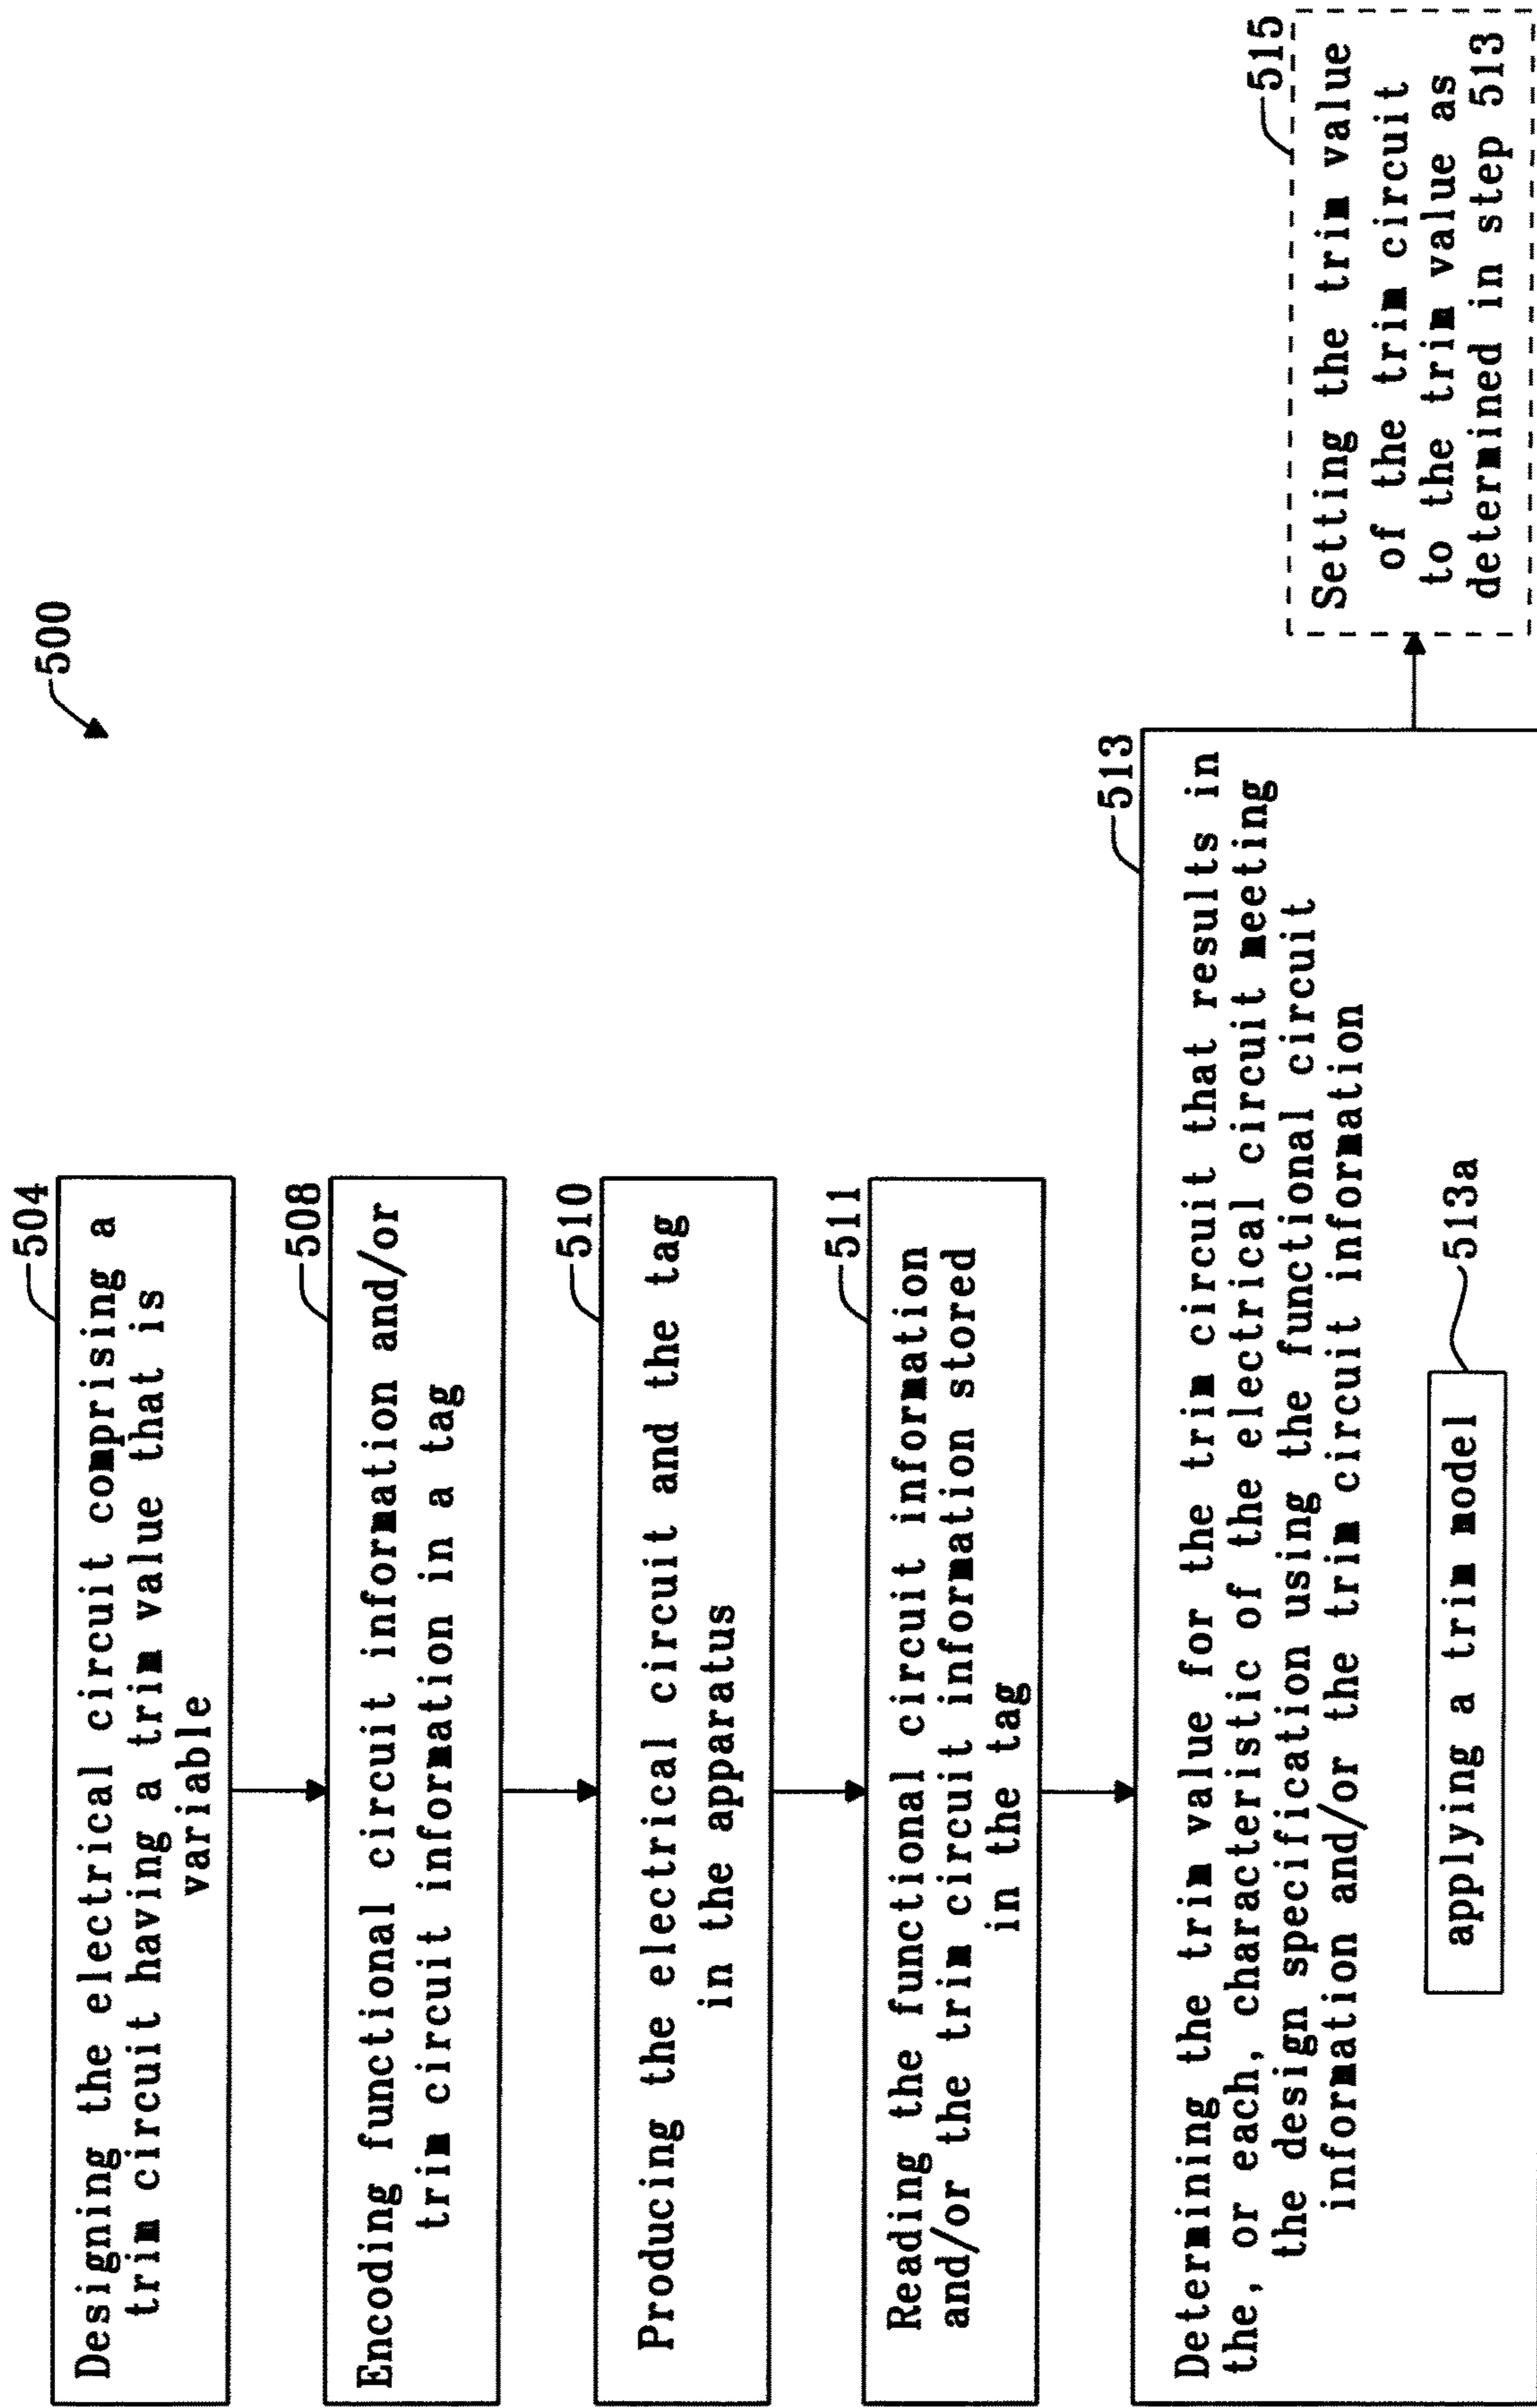 500
504
Designing the electrical circuit comprising a
trim circuit having a trim value that is
variable
508
Encoding functional circuit information and/or
trim circuit information in a tag
510
Producing the electrical circuit and the tag
in the apparatus
511
Reading the functional circuit information
and/or the trim circuit information stored
in the tag
513
Determining the trim value for the trim circuit that results in
the, or each, characteristic of the electrical circuit meeting
the design specification using the functional circuit
information and/or the trim circuit information
applying a trim model
513a
515
Setting the trim value
of the trim circuit
to the trim value as
determined in step 513